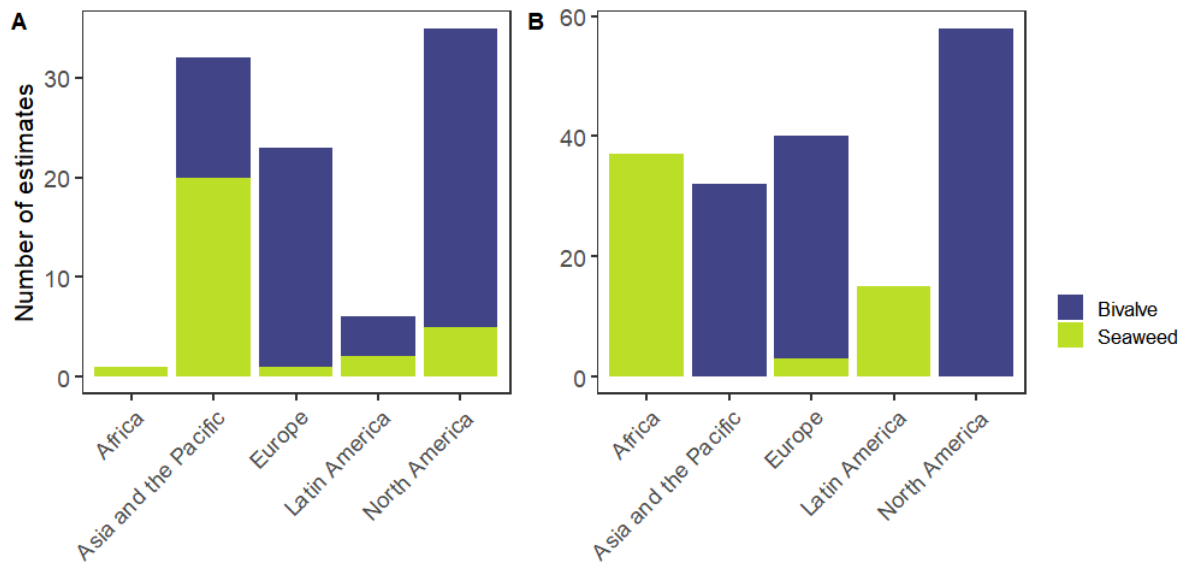 A
Number of estimates
30
20
10
0
Africa
Asia and the Pacific
Europe
Latin America
North America
B
60
40
20
0
Africa
Asia and the Pacific
Europe
Latin America
North America
Bivalve
Seaweed